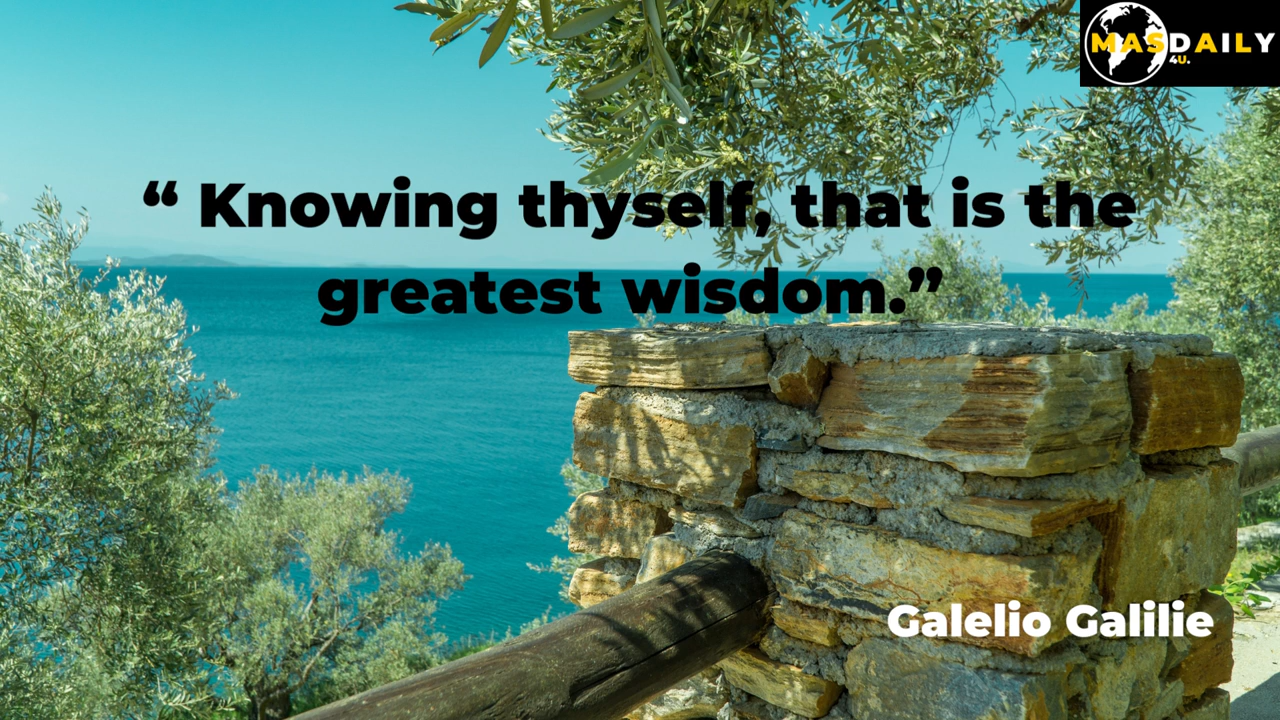 MASDAILY
4U.
“ Knowing thyself, that is the
greatest wisdom.”
Galelio Galilie